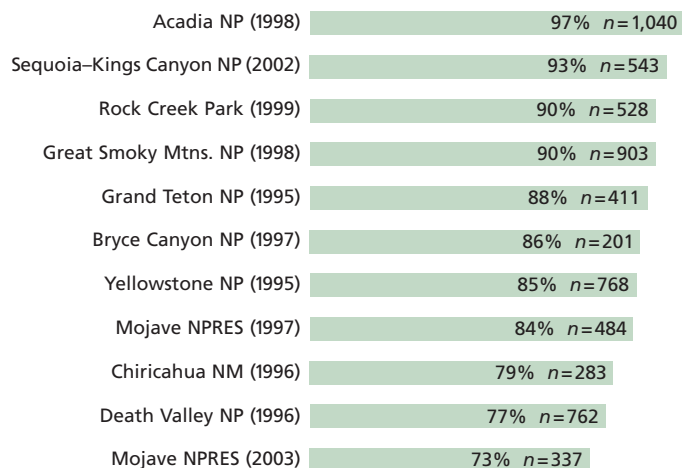 Acadia NP (1998) 97% n=1,040
Sequoia–Kings Canyon NP (2002) 93% n=543
Rock Creek Park (1999) 90% n=528
Great Smoky Mtns. NP (1998) 90% n=903
Grand Teton NP (1995) 88% n=411
Bryce Canyon NP (1997) 86% n=201
Yellowstone NP (1995) 85% n=768
Mojave NPRES (1997) 84% n=484
Chiricahua NM (1996) 79% n=283
Death Valley NP (1996) 77% n=762
Mojave NPRES (2003) 73% n=337